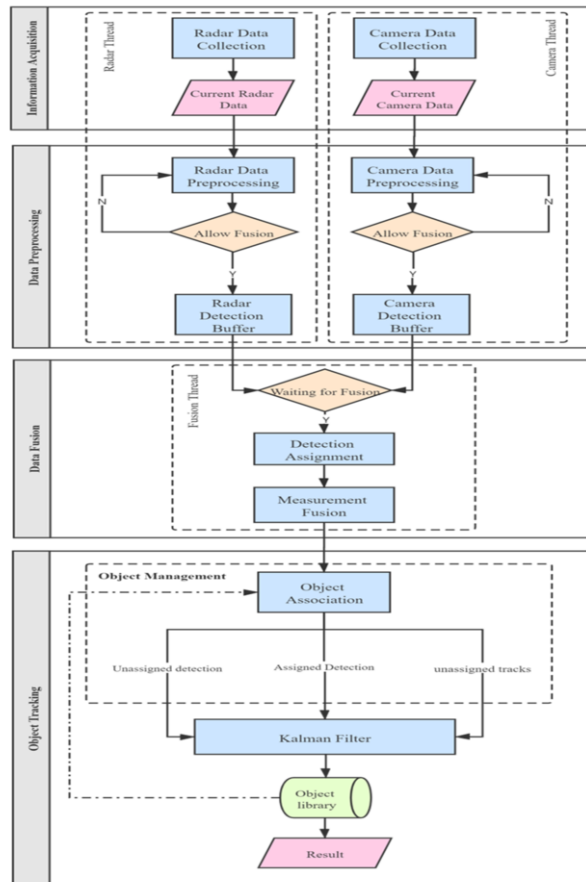 Information Acquisition
Radar Thread
Radar Data
Collection
Current Radar
Data
Camera Data
Collection
Current
Camera Data
Camera Thread
Data Preprocessing
Radar Data
Preprocessing
N
Allow Fusion
Y
Radar
Detection
Buffer
Camera Data
Preprocessing
N
Allow Fusion
Y
Camera
Detection
Buffer
Data Fusion
Fusion Thread
Waiting for Fusion
Y
Detection
Assignment
Measurement
Fusion
Object Tracking
Object Management
Object
Association
Unassigned detection
Assigned Detection
unassigned tracks
Kalman Filter
Object
library
Result